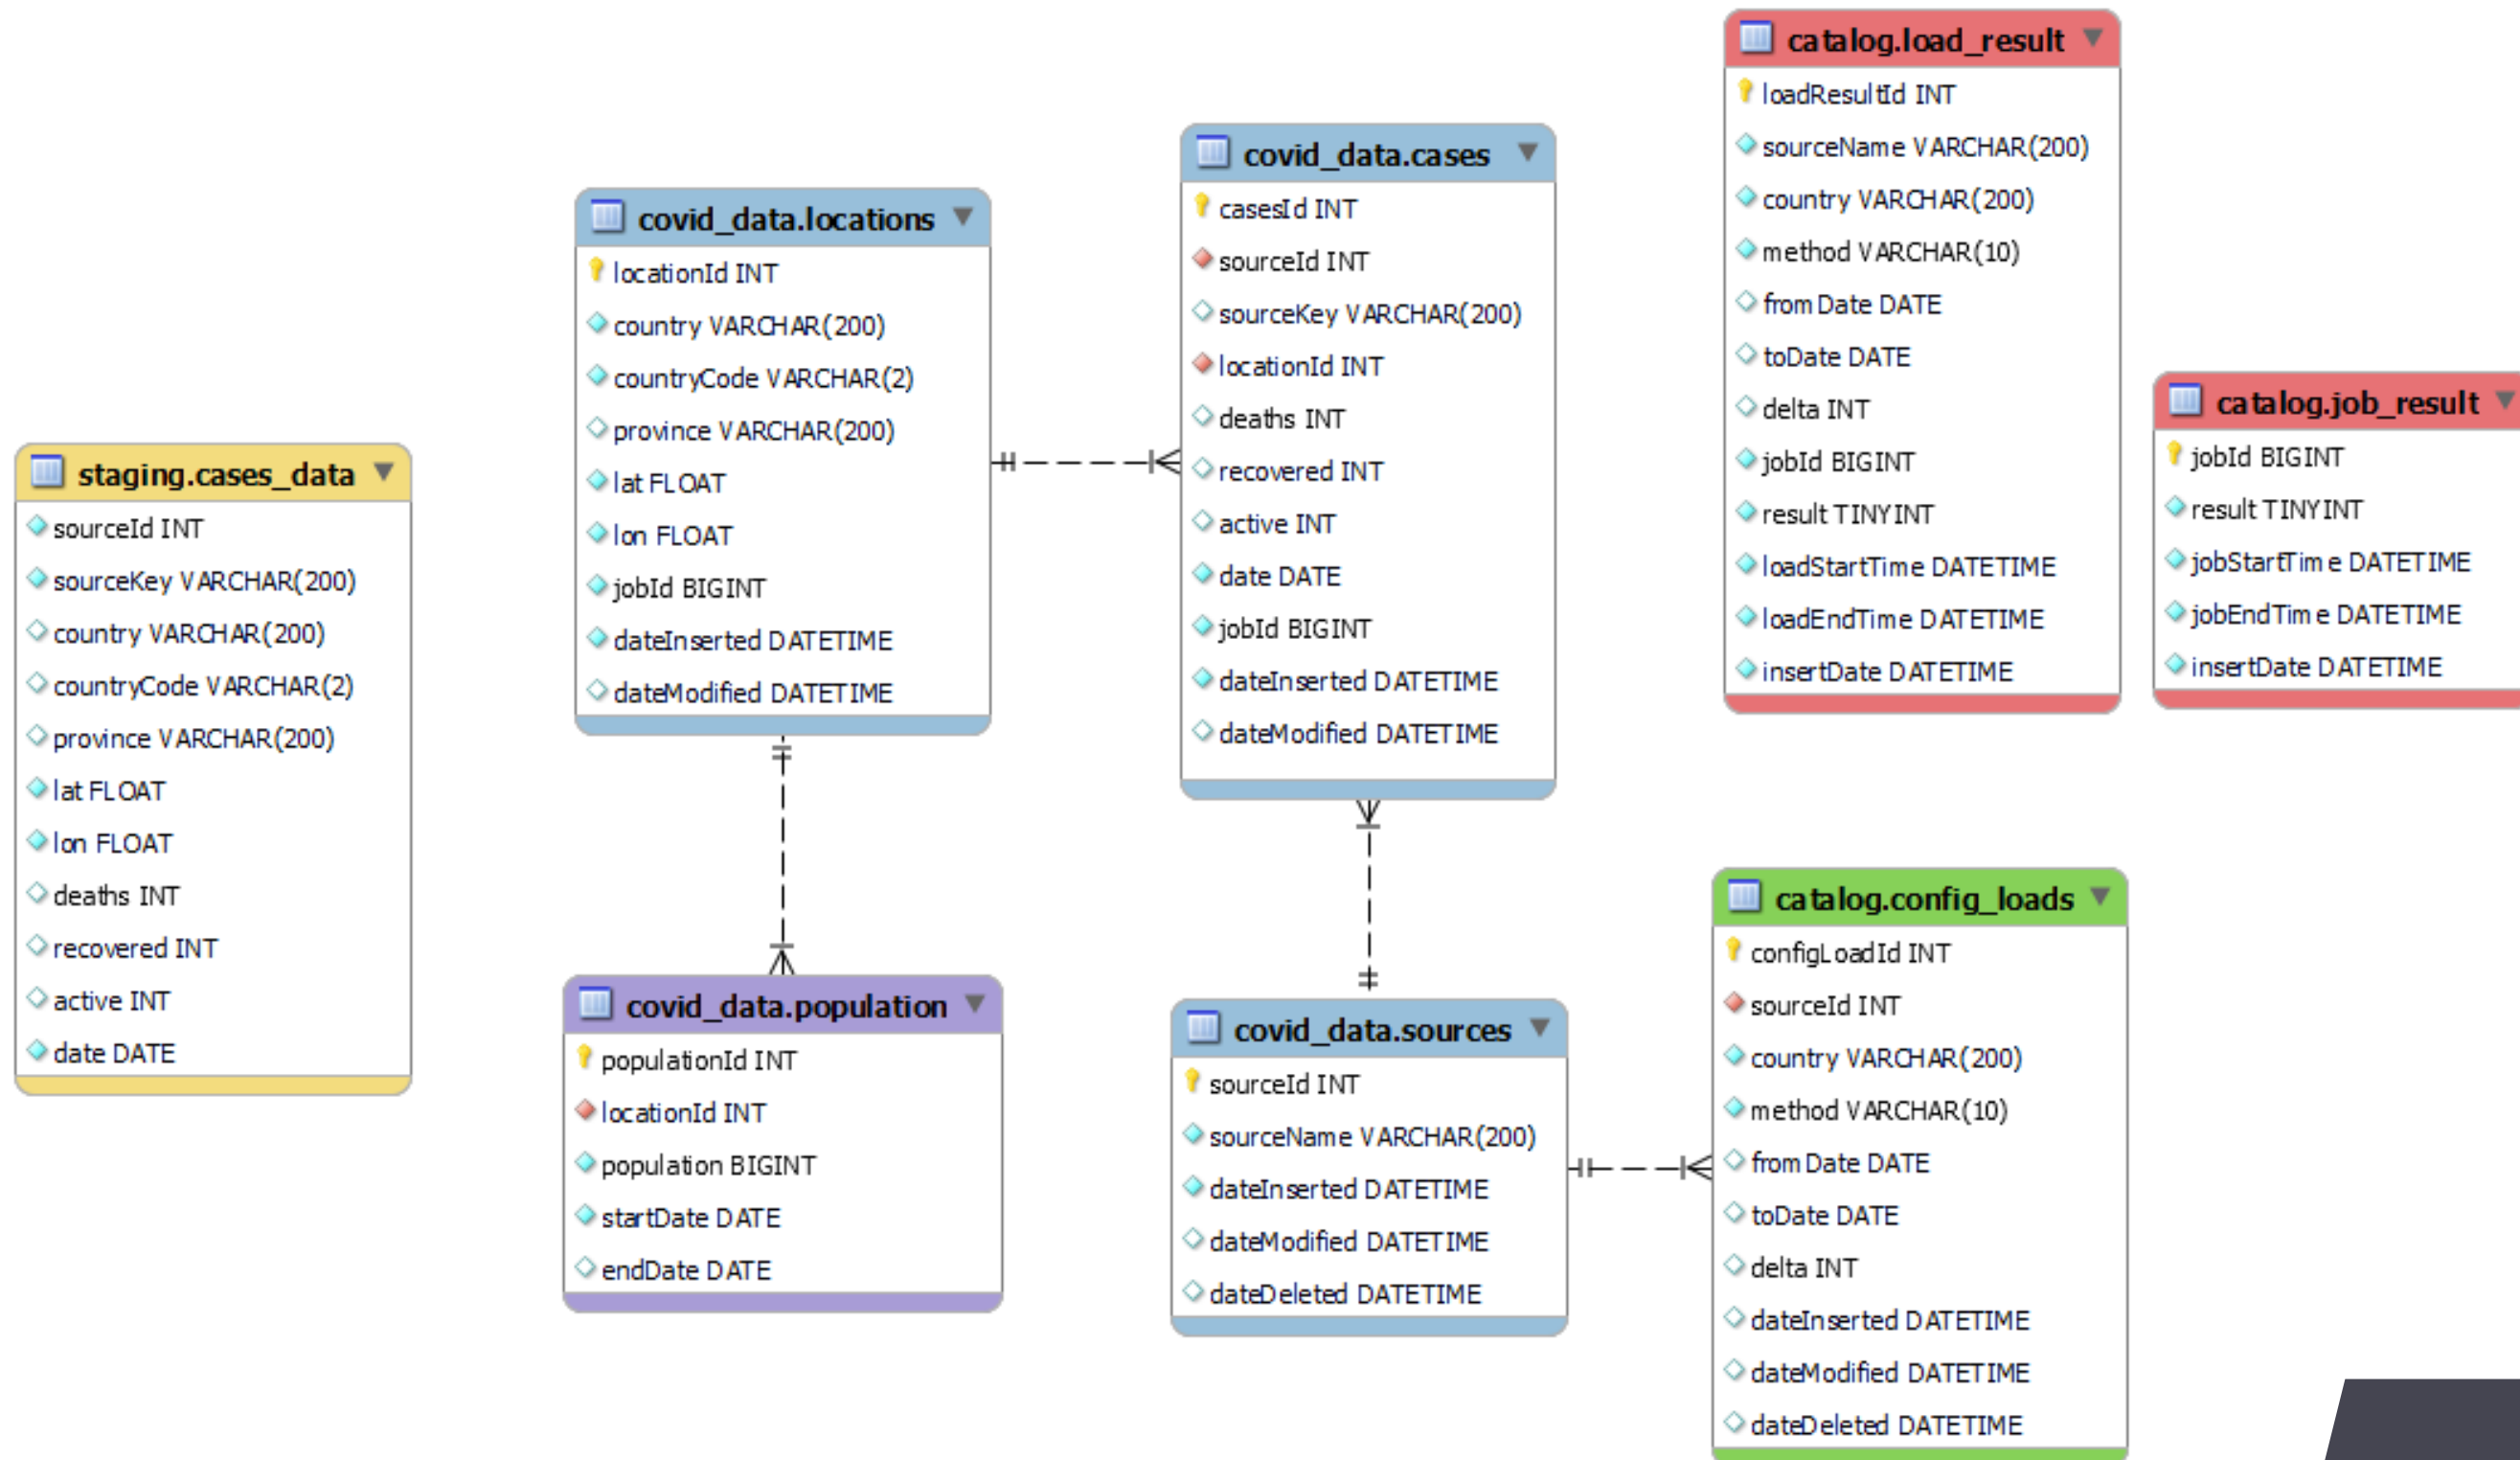 staging.cases_data
sourceId INT
sourceKey VARCHAR(200)
country VARCHAR(200)
countryCode VARCHAR(2)
province VARCHAR(200)
lat FLOAT
lon FLOAT
deaths INT
recovered INT
active INT
date DATE
covid_data.locations
locationId INT
country VARCHAR(200)
countryCode VARCHAR(2)
province VARCHAR(200)
lat FLOAT
lon FLOAT
jobId BIGINT
dateInserted DATETIME
dateModified DATETIME
covid_data.population
populationId INT
locationId INT
population BIGINT
startDate DATE
endDate DATE
covid_data.cases
casesId INT
sourceId INT
sourceKey VARCHAR(200)
locationId INT
deaths INT
recovered INT
active INT
date DATE
jobId BIGINT
dateInserted DATETIME
dateModified DATETIME
covid_data.sources
sourceId INT
sourceName VARCHAR(200)
dateInserted DATETIME
dateModified DATETIME
dateDeleted DATETIME
catalog.load_result
loadResultId INT
sourceName VARCHAR(200)
country VARCHAR(200)
method VARCHAR(10)
fromDate DATE
toDate DATE
delta INT
jobId BIGINT
result TINYINT
loadStartTime DATETIME
loadEndTime DATETIME
insertDate DATETIME
catalog.job_result
jobId BIGINT
result TINYINT
jobStartTime DATETIME
jobEndTime DATETIME
insertDate DATETIME
catalog.config_loads
configLoadId INT
sourceId INT
country VARCHAR(200)
method VARCHAR(10)
fromDate DATE
toDate DATE
delta INT
dateInserted DATETIME
dateModified DATETIME
dateDeleted DATETIME